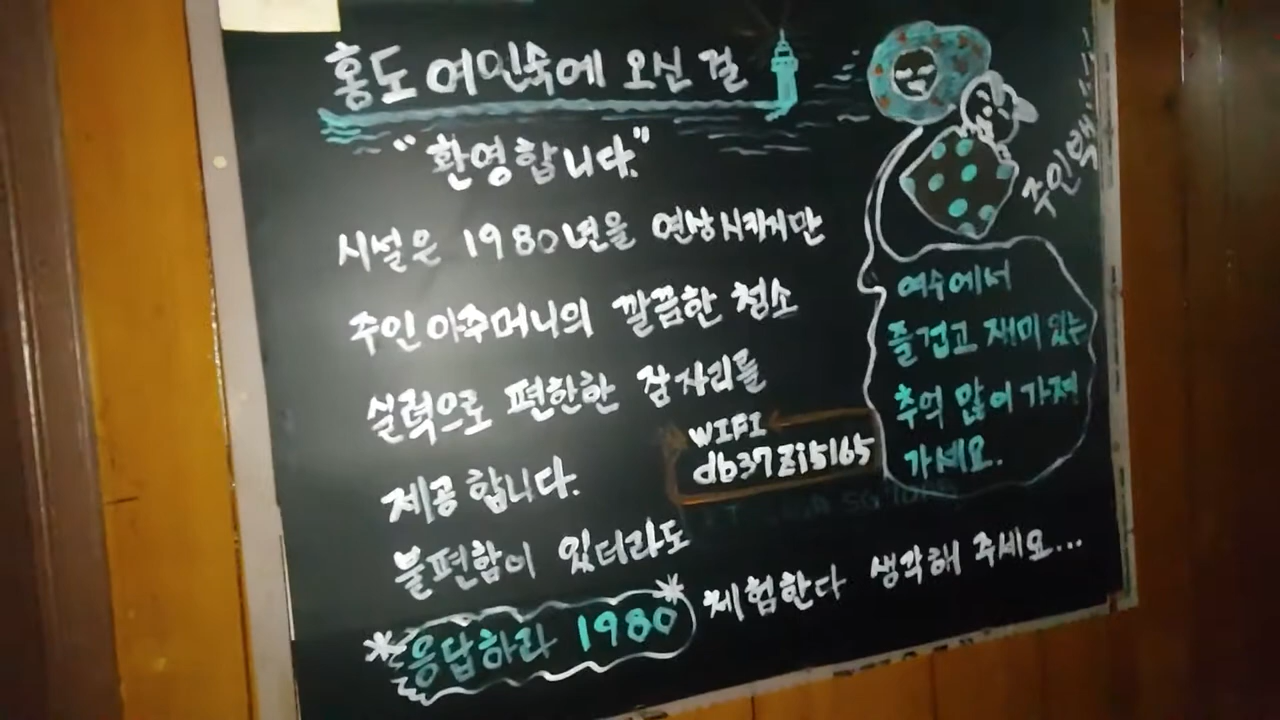 홍도 여인숙에 오신 걸
"환영합니다."
시설은 1980년을 연상시키지만
주인아주머니의 깔끔한 청소
실력으로 편한한 잠자리를
제공합니다.
불편함이 있더라도
응답하라 1980 체험한다 생각해 주세요...
WIFI
db37Zi5165
주인
여수에서
즐겁고 재미있는
추억 많이 가져
가세요.